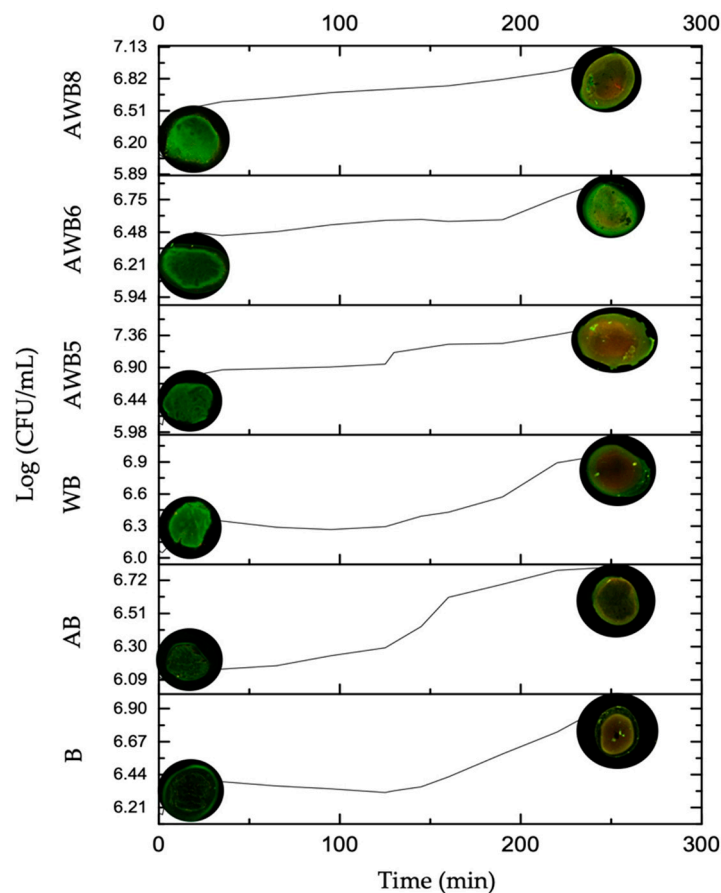 0 100 200 300
7.13
6.82
6.51
6.20
5.89
AWB8
6.75
6.48
6.21
5.94
AWB6
7.36
6.90
6.44
5.98
AWB5
Log (CFU/mL)
6.9
6.6
6.3
6.0
WB
6.72
6.51
6.30
6.09
AB
6.90
6.67
6.44
6.21
B
0 100 200 300
Time (min)